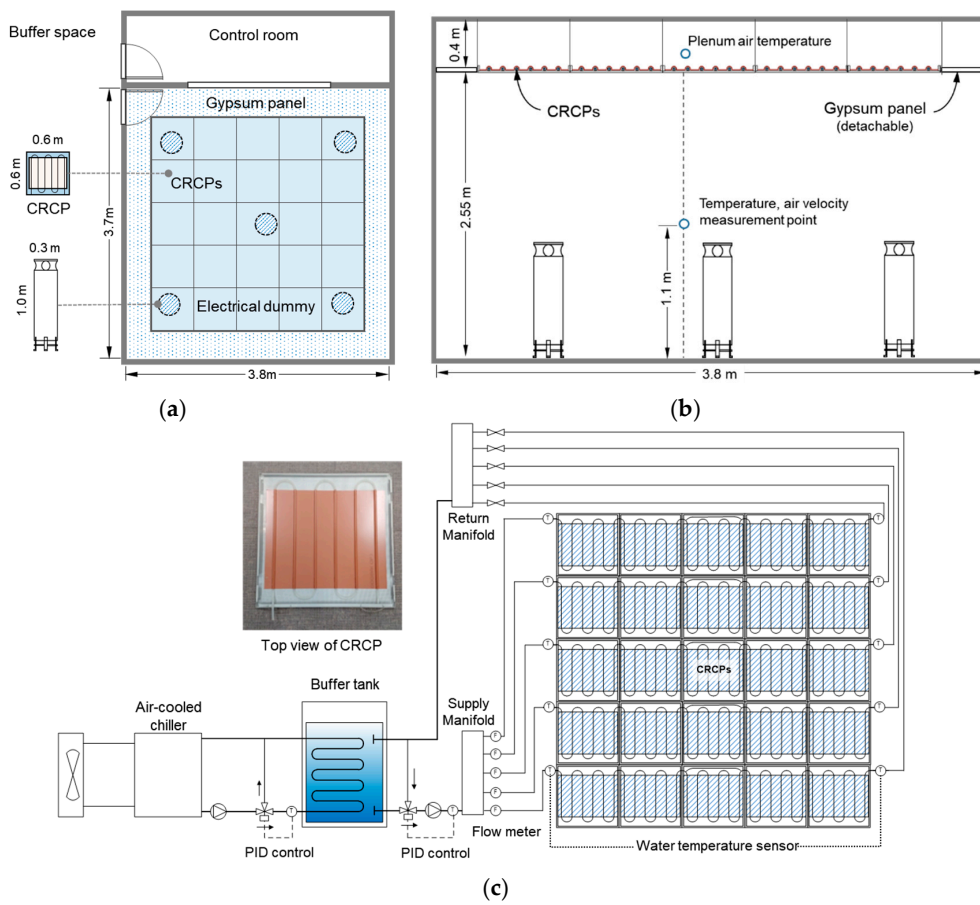 Buffer space
Control room
Gypsum panel
0.6 m
0.6 m
CRCP
CRCPs
3.7m
0.3 m
1.0 m
Electrical dummy
3.8m
(a)
0.4 m
Plenum air temperature
CRCPs
Gypsum panel
(detachable)
2.55 m
Temperature, air velocity
measurement point
1.1 m
3.8 m
(b)
Top view of CRCP
Return
Manifold
T
T
T
T
T
T
T
T
T
T
CRCPs
Air-cooled
chiller
Buffer tank
Supply
Manifold
F
F
F
F
F
T
T
PID control
PID control
Flow meter
Water temperature sensor
(c)